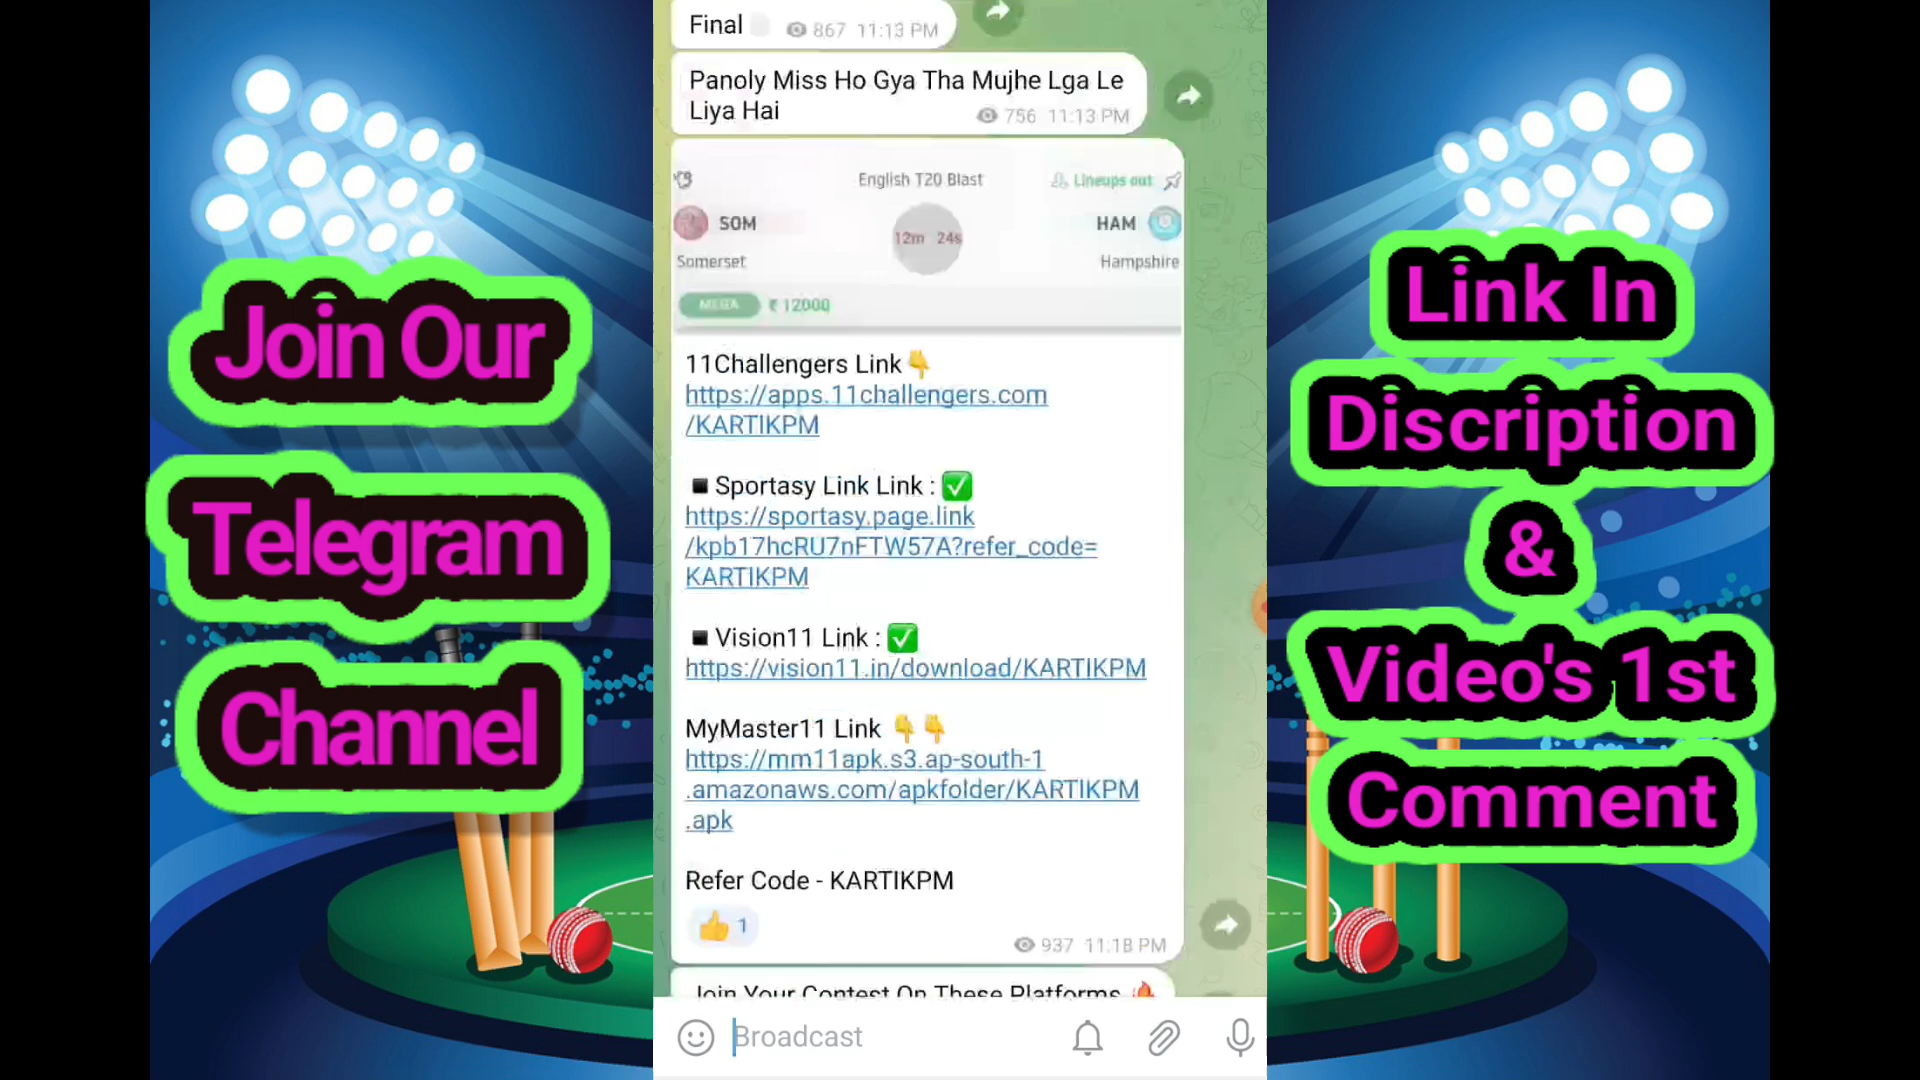 Join Our
Telegram
Channel
Final
867 11:13 PM
Panoly Miss Ho Gya Tha Mujhe Lga Le
Liya Hai
756 11:13 PM
English T20 Blast
Lineups out
SOM
12m 24s
HAM
Somerset
Hampshire
MEGA ₹ 12000
11Challengers Link👇
https://apps.11challengers.com
/KARTIKPM
▪️Sportasy Link Link : ✅
https://sportasy.page.link
/kpb17hcRU7nFTW57A?refer_code=
KARTIKPM
▪️Vision11 Link : ✅
https://vision11.in/download/KARTIKPM
MyMaster11 Link 👇👇
https://mm11apk.s3.ap-south-1
.amazonaws.com/apkfolder/KARTIKPM
.apk
Refer Code - KARTIKPM
👍 1
937 11:18 PM
Join Your Contest On These Platforms 🔥
Broadcast
Link In
Discription
&
Video's 1st
Comment